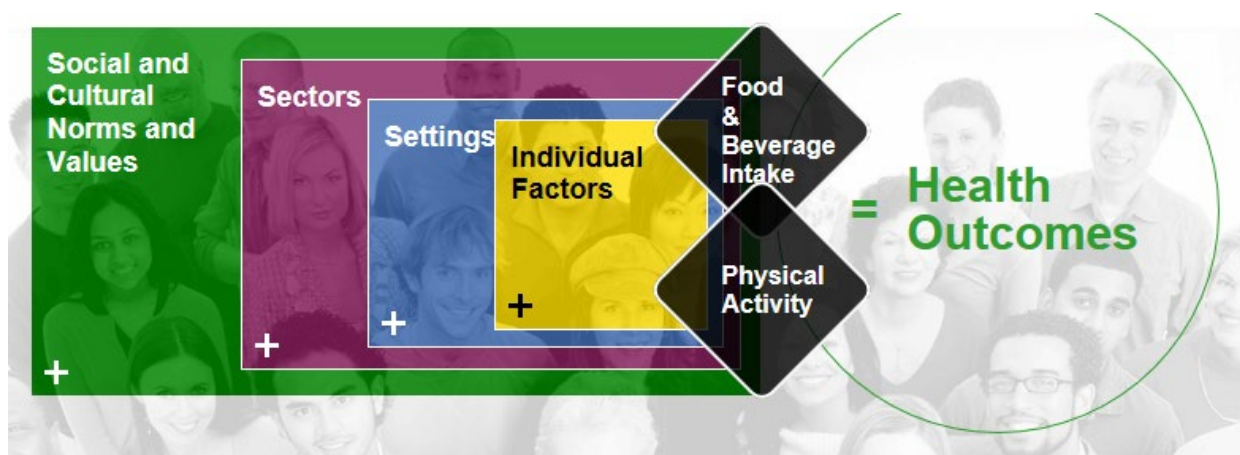 Social and
Cultural
Norms and
Values
+
Sectors
+
Settings
+
Individual
Factors
+
Food
&
Beverage
Intake
Physical
Activity
=
Health
Outcomes